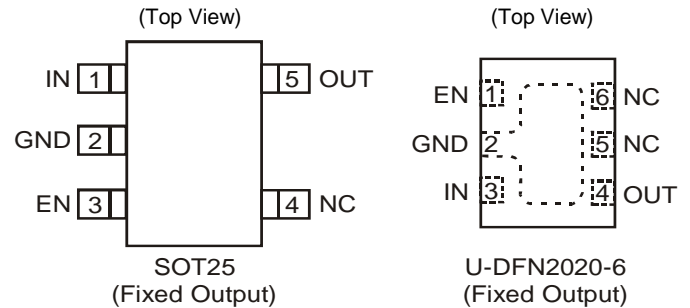 (Top View)
IN 1
5 OUT
GND 2
EN 3
4 NC
SOT25
(Fixed Output)
(Top View)
EN 1
6 NC
GND 2
5 NC
IN 3
4 OUT
U-DFN2020-6
(Fixed Output)